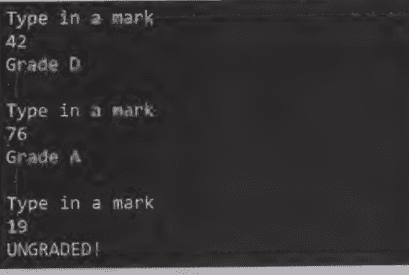 Type in a mark
42
Grade D
Type in a mark
76
Grade A
Type in a mark
19
UNGRADED!